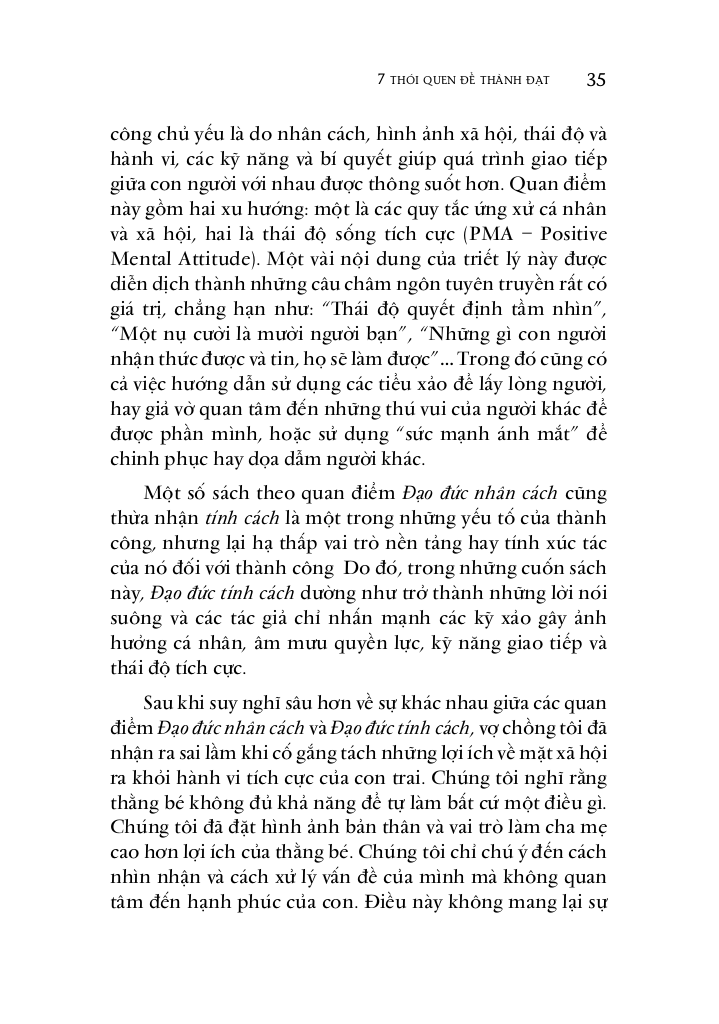 7 THÓI QUEN ĐỂ THÀNH ĐẠT 35
công chủ yếu là do nhân cách, hình ảnh xã hội, thái độ và
hành vi, các kỹ năng và bí quyết giúp quá trình giao tiếp
giữa con người với nhau được thông suốt hơn. Quan điểm
này gồm hai xu hướng: một là các quy tắc ứng xử cá nhân
và xã hội, hai là thái độ sống tích cực (PMA – Positive
Mental Attitude). Một vài nội dung của triết lý này được
diễn dịch thành những câu châm ngôn tuyên truyền rất có
giá trị, chẳng hạn như: “Thái độ quyết định tầm nhìn”,
“Một nụ cười là mười người bạn”, “Những gì con người
nhận thức được và tin, họ sẽ làm được”... Trong đó cũng có
cả việc hướng dẫn sử dụng các tiểu xảo để lấy lòng người,
hay giả vờ quan tâm đến những thú vui của người khác để
được phần mình, hoặc sử dụng “sức mạnh ánh mắt” để
chinh phục hay dọa dẫm người khác.
Một số sách theo quan điểm Đạo đức nhân cách cũng
thừa nhận tính cách là một trong những yếu tố của thành
công, nhưng lại hạ thấp vai trò nền tảng hay tính xúc tác
của nó đối với thành công Do đó, trong những cuốn sách
này, Đạo đức tính cách dường như trở thành những lời nói
suông và các tác giả chỉ nhấn mạnh các kỹ xảo gây ảnh
hưởng cá nhân, âm mưu quyền lực, kỹ năng giao tiếp và
thái độ tích cực.
Sau khi suy nghĩ sâu hơn về sự khác nhau giữa các quan
điểm Đạo đức nhân cách và Đạo đức tính cách, vợ chồng tôi đã
nhận ra sai lầm khi cố gắng tách những lợi ích về mặt xã hội
ra khỏi hành vi tích cực của con trai. Chúng tôi nghĩ rằng
thằng bé không đủ khả năng để tự làm bất cứ một điều gì.
Chúng tôi đã đặt hình ảnh bản thân và vai trò làm cha mẹ
cao hơn lợi ích của thằng bé. Chúng tôi chỉ chú ý đến cách
nhìn nhận và cách xử lý vấn đề của mình mà không quan
tâm đến hạnh phúc của con. Điều này không mang lại sự